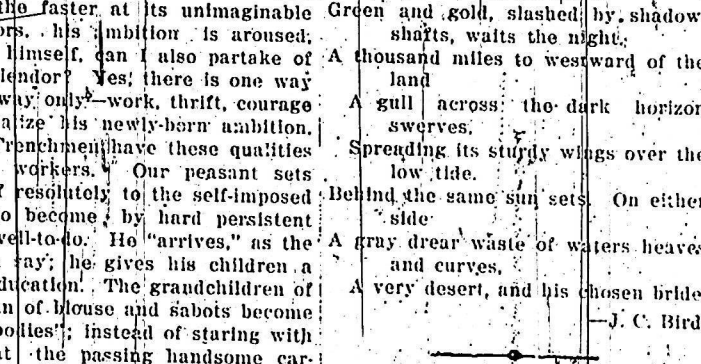 the faster at its unimaginable
ors, his ambition is aroused,
himself, can I also partake of
lendor? Yes, there is one way
way only—work, thrift, courage
alize his newly-born ambition.
Frenchmen have these qualities
workers. Our peasant sets
resolutely to the self-imposed
o become, by hard persistent
well-to-do. He "arrives," as the
say; he gives his children a
ducation. The grandchildren of
an of blouse and sabots become
bodies"; instead of staring with
at the passing handsome car-
Green and gold, slashed by shadow
shafts, waits the night.
A thousand miles to westward of the
land
A gull across the dark horizon
swerves,
Spreading its sturdy wings over the
low tide.
Behind the same sun sets. On either
side
A gray drear waste of waters heaves
and curves,
A very desert, and his chosen bride
—J. C. Bird